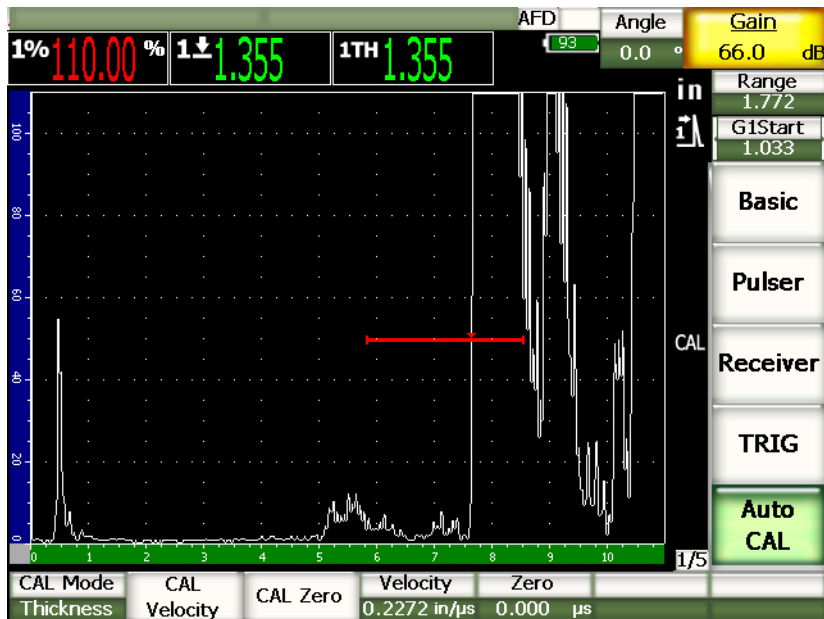 AFD
Angle
Gain
1% 110.00 %
1 1.355
1TH 1.355
93
0.0 °
66.0 dB
in
Range
1.772
1
G1Start
1.033
100
80
60
40
20
0
Basic
Pulser
CAL
Receiver
TRIG
Auto
CAL
0 1 2 3 4 5 6 7 8 9 10
1/5
CAL Mode
Thickness
CAL
Velocity
CAL Zero
Velocity
0.2272 in/µs
Zero
0.000 µs